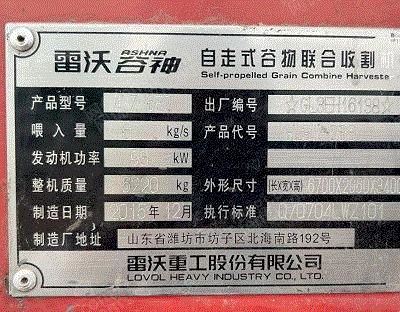 雷沃 ASHNA 谷神 自走式谷物联合收割
Self-propelled Grain Combine Harveste
产品型号 出厂编号
喂入量 kg/s 产品代号
发动机功率 kW
整机质量 kg 外形尺寸 (长X宽X高)
制造日期 2015年12月 执行标准 07D704LWZ101
制造厂地址 山东省潍坊市坊子区北海南路192号
雷沃重工股份有限公司
LOVOL HEAVY INDUSTRY CO., LTD.